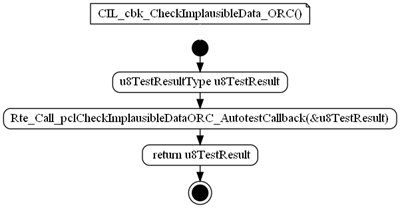 CIL_cbk_CheckImplausibleData_ORC()
u8TestResultType u8TestResult
Rte_Call_pclCheckImplausibleDataORC_AutotestCallback(&u8TestResult)
return u8TestResult